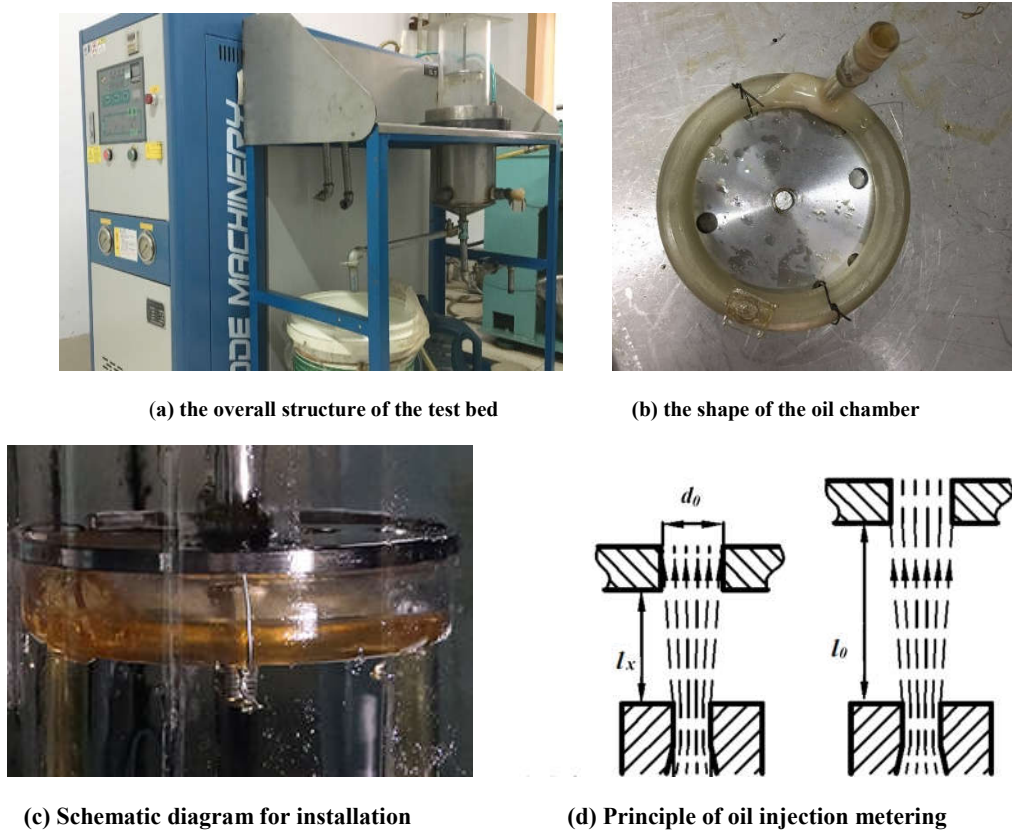 ODE MACHINERY
(a) the overall structure of the test bed
(b) the shape of the oil chamber
d₀
lₓ
l₀
(c) Schematic diagram for installation
(d) Principle of oil injection metering